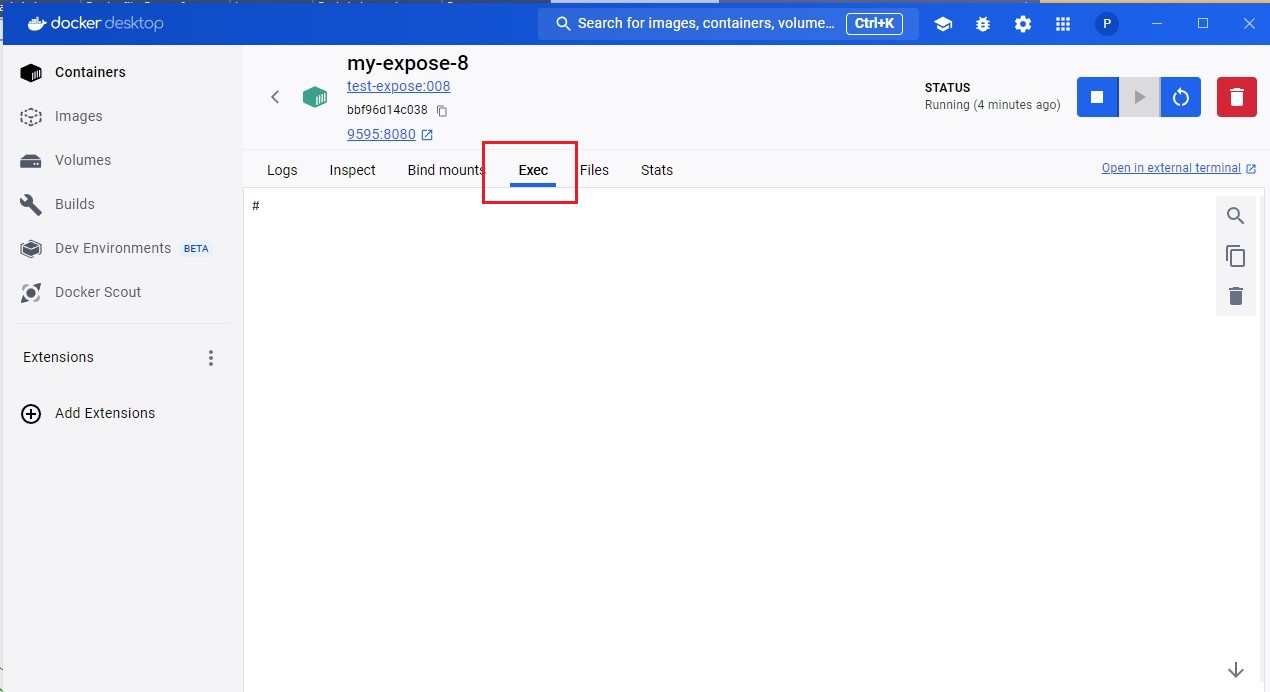 docker desktop
Search for images, containers, volume... Ctrl+K
P
Containers
Images
Volumes
Builds
Dev Environments BETA
Docker Scout
Extensions
Add Extensions
my-expose-8
test-expose:008
bbf96d14c038
9595:8080
STATUS
Running (4 minutes ago)
Logs Inspect Bind mounts Exec Files Stats
Open in external terminal
#